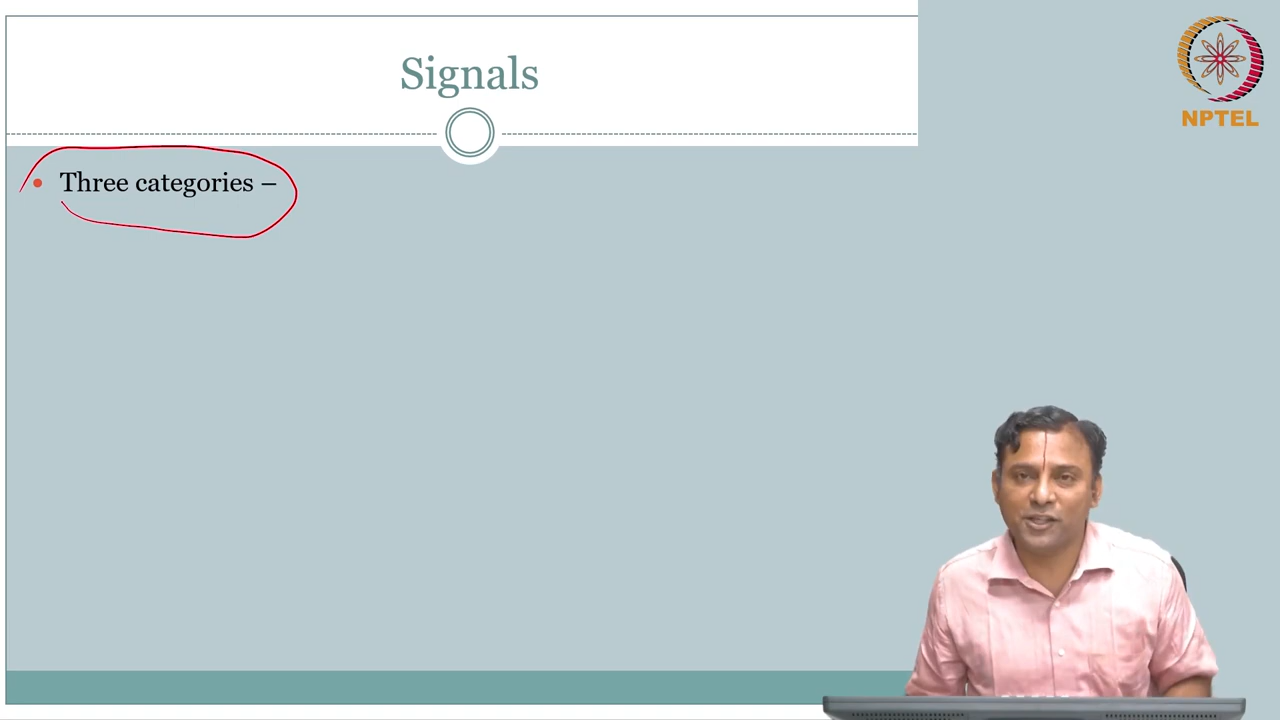 Signals
NPTEL
Three categories –